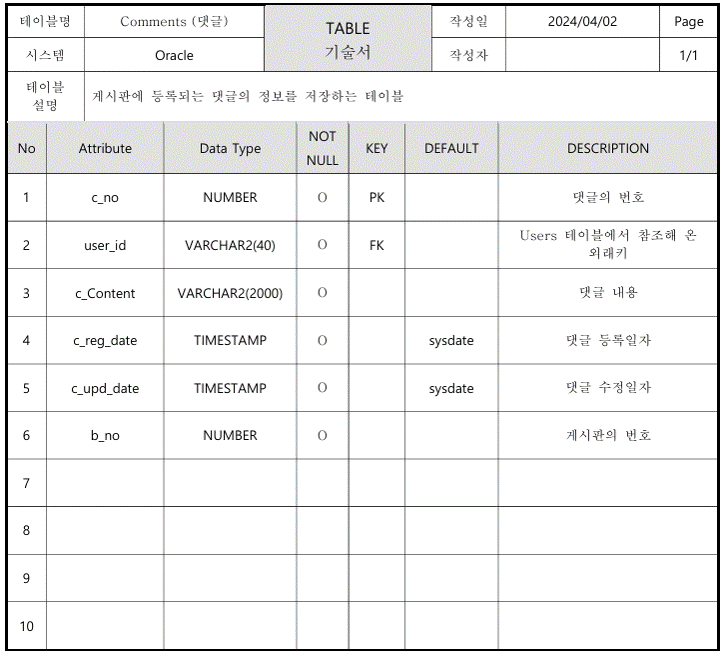 테이블명 Comments (댓글) TABLE 기술서 작성일 2024/04/02 Page
시스템 Oracle 작성자 1/1
테이블 설명 게시판에 등록되는 댓글의 정보를 저장하는 테이블
No Attribute Data Type NOT NULL KEY DEFAULT DESCRIPTION
1 c_no NUMBER O PK 댓글의 번호
2 user_id VARCHAR2(40) O FK Users 테이블에서 참조해 온 외래키
3 c_Content VARCHAR2(2000) O 댓글 내용
4 c_reg_date TIMESTAMP O sysdate 댓글 등록일자
5 c_upd_date TIMESTAMP O sysdate 댓글 수정일자
6 b_no NUMBER O 게시판의 번호
7
8
9
10